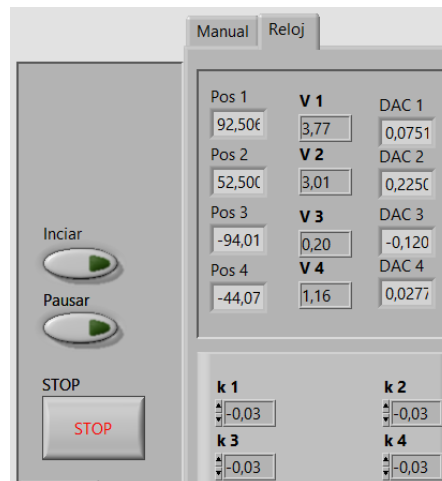 Manual Reloj
Pos 1 V 1 DAC 1
92,506 3,77 0,0751
Pos 2 V 2 DAC 2
52,500 3,01 0,2250
Pos 3 V 3 DAC 3
-94,01 0,20 -0,120
Pos 4 V 4 DAC 4
-44,07 1,16 0,0277
Inciar
Pausar
STOP
STOP
k 1 k 2
-0,03 -0,03
k 3 k 4
-0,03 -0,03